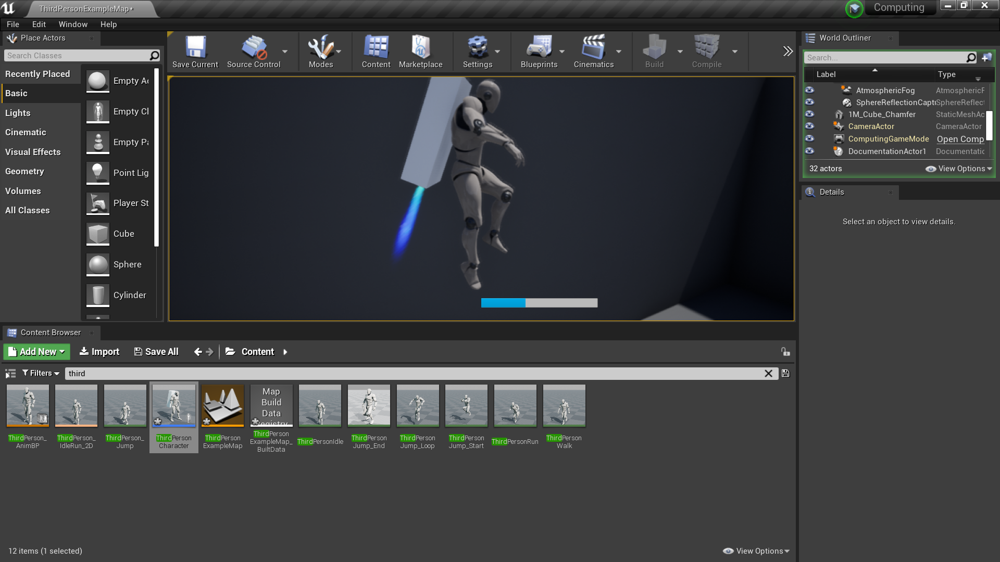 ThirdPersonExampleMap*
Computing
File Edit Window Help
Place Actors
Search Classes
Recently Placed
Basic
Lights
Cinematic
Visual Effects
Geometry
Volumes
All Classes
Empty Ac
Empty Cl
Empty Pa
Point Lig
Player St
Cube
Sphere
Cylinder
Save Current Source Control Modes Content Marketplace Settings Blueprints Cinematics Build Compile
World Outliner
Search...
Label Type
AtmosphericFog AtmosphericF
SphereReflectionCaptu SphereReflect
1M_Cube_Chamfer StaticMeshAc
CameraActor CameraActor
ComputingGameMode Open Comp
DocumentationActor1 Documentatic
32 actors View Options
Details
Select an object to view details.
Content Browser
Add New Import Save All Content
Filters third
Map
Build
Data
Registry
ThirdPerson_
AnimBP
ThirdPerson_
IdleRun_2D
ThirdPerson_
Jump
ThirdPerson
Character
ThirdPerson
ExampleMap
ThirdPerson
ExampleMap_
BuiltData
ThirdPersonIdle
ThirdPerson
Jump_End
ThirdPerson
Jump_Loop
ThirdPerson
Jump_Start
ThirdPersonRun
ThirdPerson
Walk
12 items (1 selected) View Options